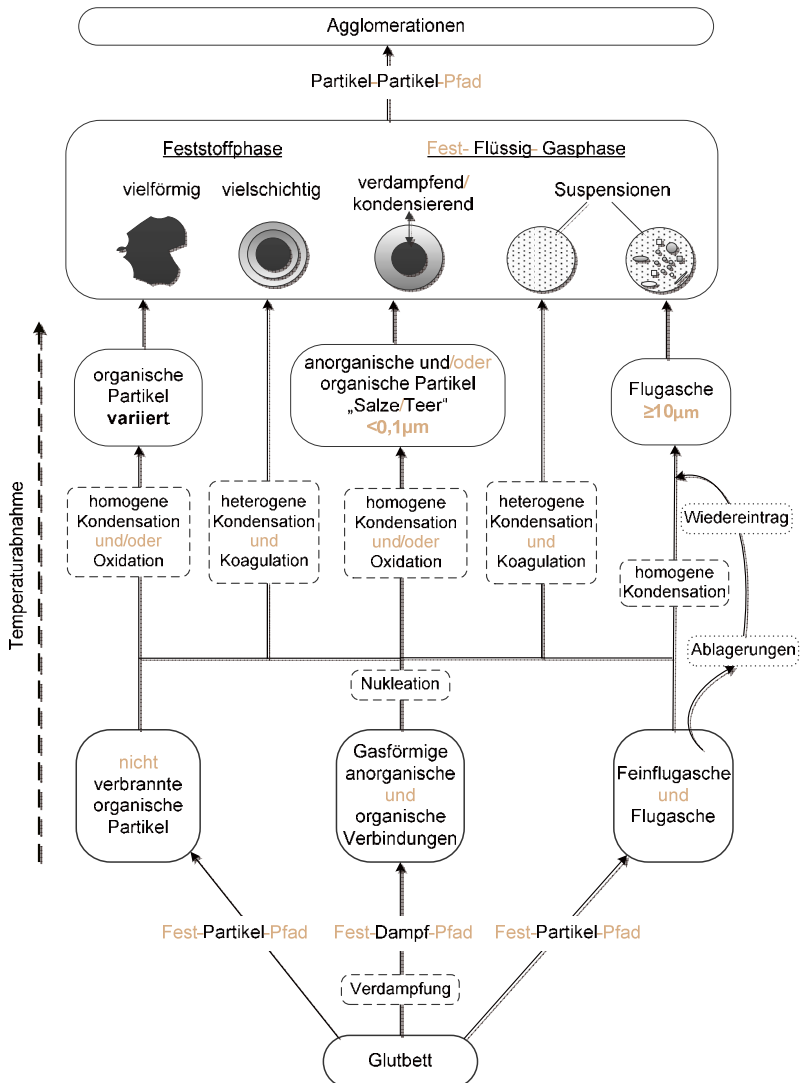 Agglomerationen
Partikel-Partikel-Pfad
Feststoffphase
Fest- Flüssig- Gasphase
vielförmig
vielschichtig
verdampfend/
kondensierend
Suspensionen
organische
Partikel
variiert
anorganische und/oder
organische Partikel
„Salze/Teer“
<0,1µm
Flugasche
≥10µm
Temperaturabnahme
homogene
Kondensation
und/oder
Oxidation
heterogene
Kondensation
und
Koagulation
homogene
Kondensation
und/oder
Oxidation
heterogene
Kondensation
und
Koagulation
homogene
Kondensation
Wiedereintrag
Ablagerungen
Nukleation
nicht
verbrannte
organische
Partikel
Gasförmige
anorganische
und
organische
Verbindungen
Feinflugasche
und
Flugasche
Fest-Partikel-Pfad
Fest-Dampf-Pfad
Fest-Partikel-Pfad
Verdampfung
Glutbett